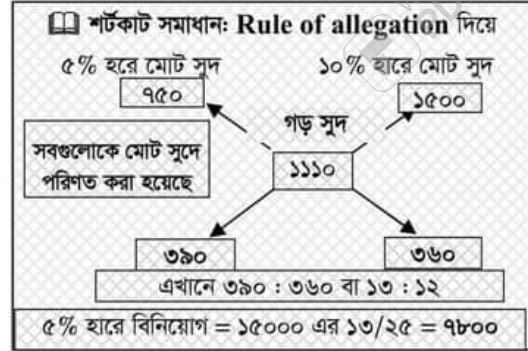 শর্টকাট সমাধানঃ Rule of allegation দিয়ে
৫% হরে মোট সুদ ১০% হারে মোট সুদ
৭৫০ ১৫০০
গড় সুদ
সবগুলোকে মোট সুদে
পরিণত করা হয়েছে
১১১০
৩৯০ ৩৬০
এখানে ৩৯০ : ৩৬০ বা ১৩ : ১২
৫% হারে বিনিয়োগ = ১৫০০০ এর ১৩/২৫ = ৭৮০০